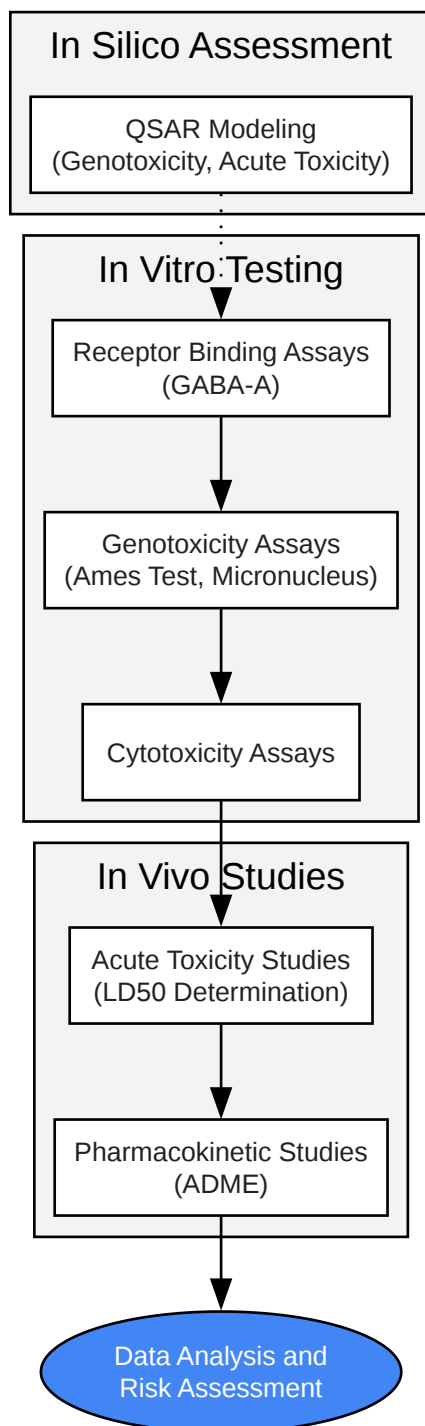 In Silico Assessment
QSAR Modeling
(Genotoxicity, Acute Toxicity)
In Vitro Testing
Receptor Binding Assays
(GABA-A)
Genotoxicity Assays
(Ames Test, Micronucleus)
Cytotoxicity Assays
In Vivo Studies
Acute Toxicity Studies
(LD50 Determination)
Pharmacokinetic Studies
(ADME)
Data Analysis and
Risk Assessment